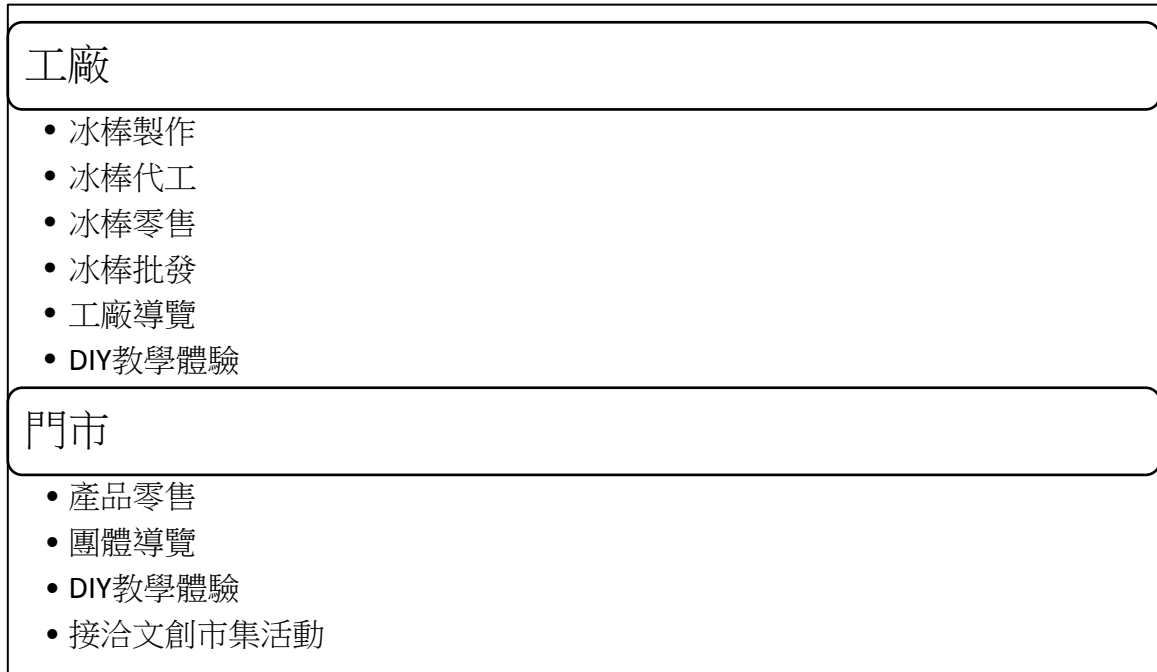 工廠
• 冰棒製作
• 冰棒代工
• 冰棒零售
• 冰棒批發
• 工廠導覽
• DIY教學體驗
門市
• 產品零售
• 團體導覽
• DIY教學體驗
• 接洽文創市集活動